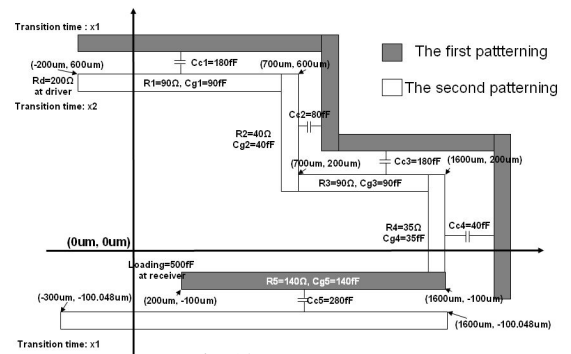 Transition time : x1
The first pattterning
Cc1=180fF
(-200um, 600um)
(700um, 600um)
Rd=200Ω
at driver
R1=90Ω, Cg1=90fF
The second patterning
Transition time: x2
Cc2=80fF
R2=40Ω
Cg2=40fF
(700um, 200um)
Cc3=180fF
(1600um, 200um)
R3=90Ω, Cg3=90fF
R4=35Ω
Cg4=35fF
Cc4=40fF
(0um, 0um)
Loading=500fF
at receiver
R5=140Ω, Cg5=140fF
(-300um, -100.048um)
(200um, -100um)
Cc5=280fF
(1600um, -100um)
(1600um, -100.048um)
Transition time: x1